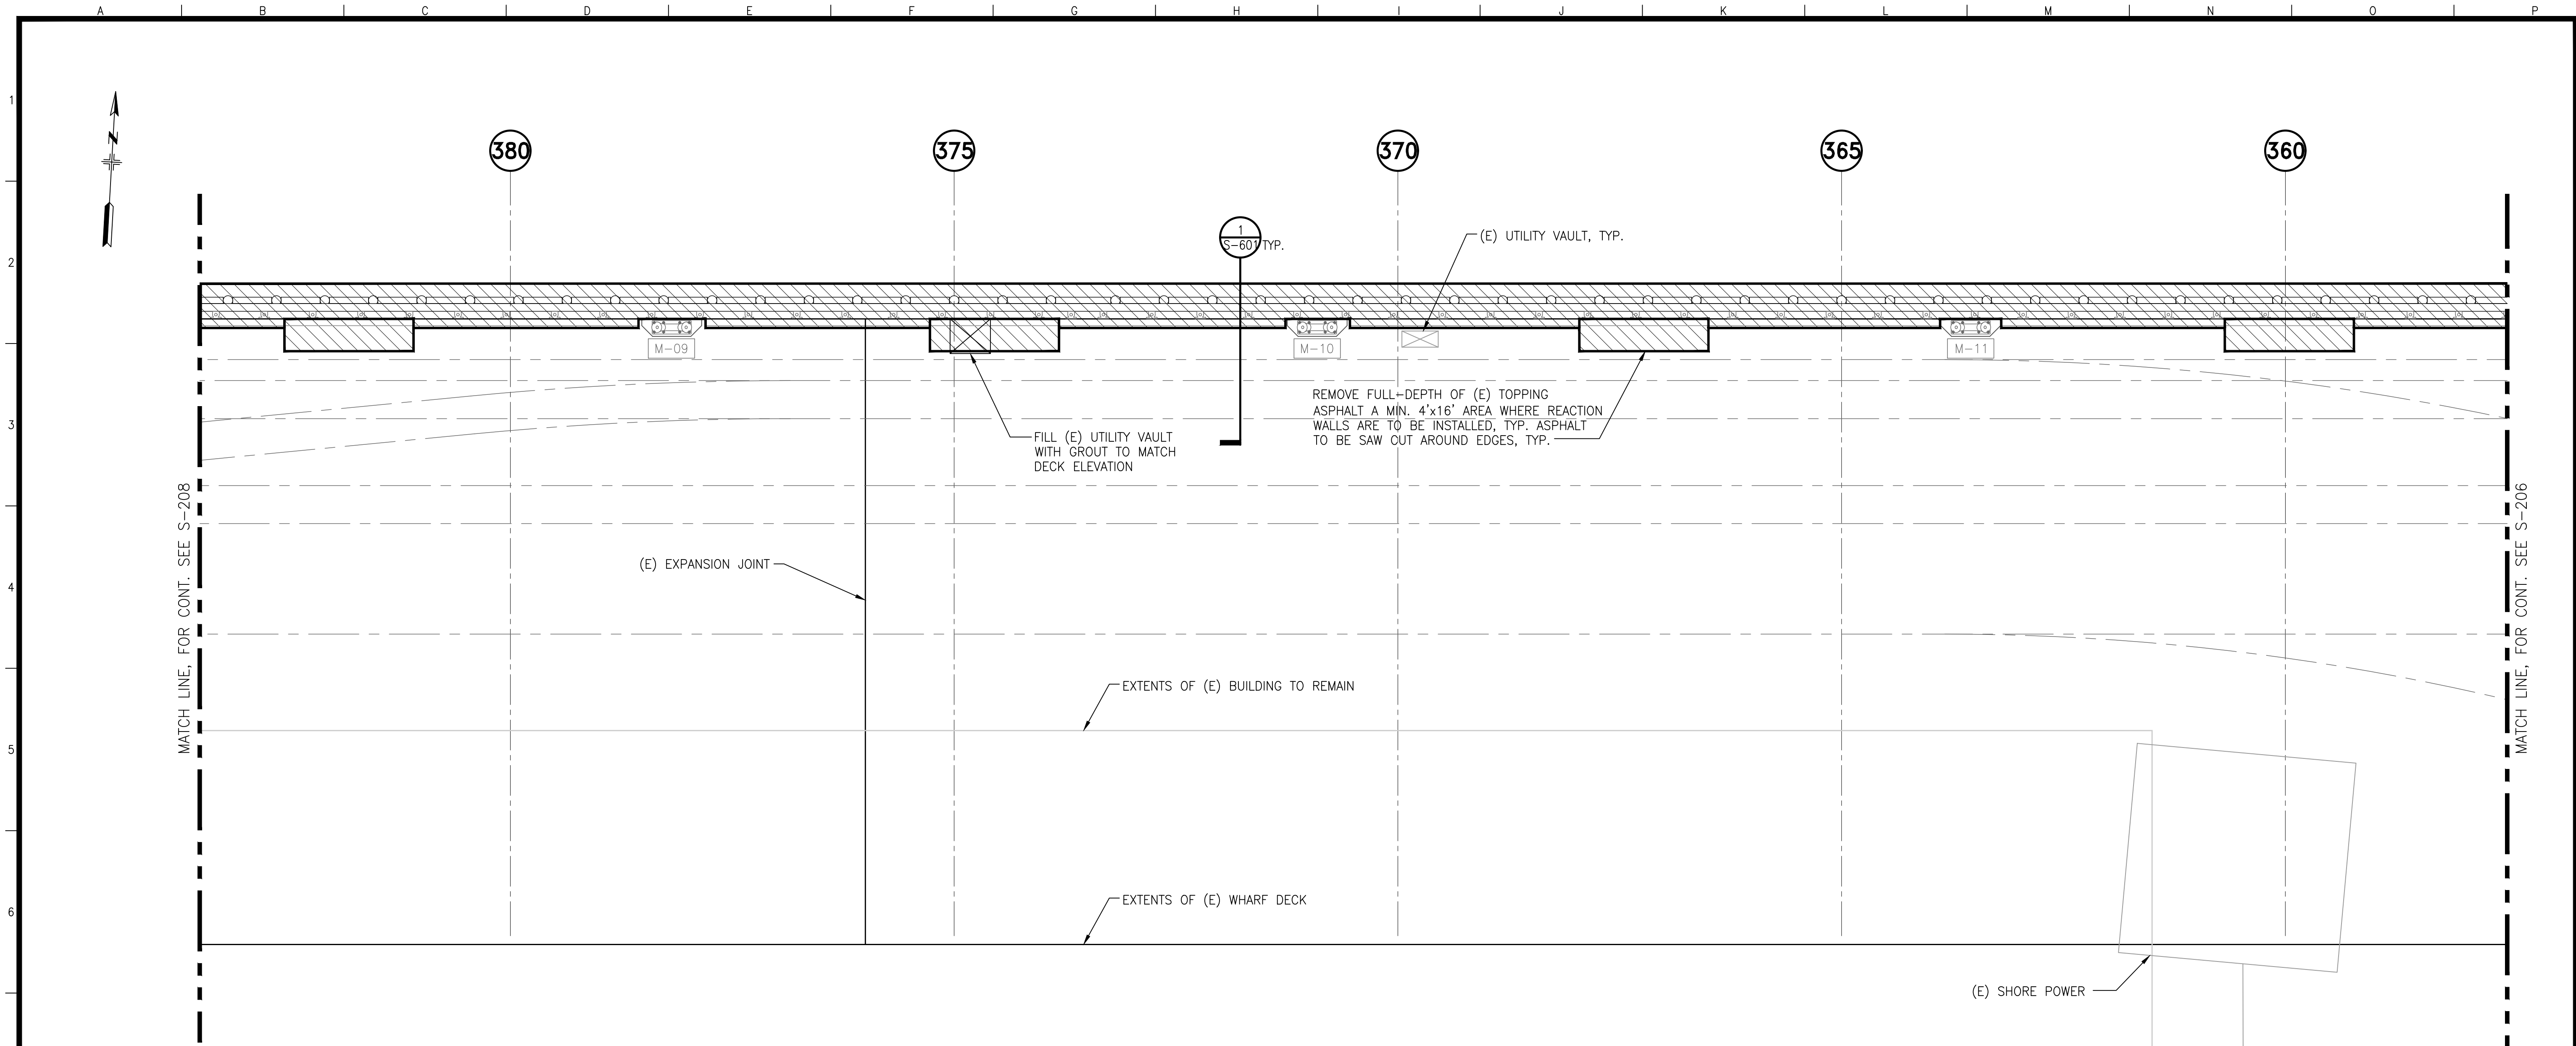 A B C D E F G H I J K L M N O P
1
N
380 375 370 365 360
1
S-601 TYP.
(E) UTILITY VAULT, TYP.
2
M-09 M-10 M-11
REMOVE FULL-DEPTH OF (E) TOPPING
ASPHALT A MIN. 4'x16' AREA WHERE REACTION
WALLS ARE TO BE INSTALLED, TYP. ASPHALT
TO BE SAW CUT AROUND EDGES, TYP.
3
FILL (E) UTILITY VAULT
WITH GROUT TO MATCH
DECK ELEVATION
MATCH LINE, FOR CONT. SEE S-208
MATCH LINE, FOR CONT. SEE S-206
(E) EXPANSION JOINT
4
EXTENTS OF (E) BUILDING TO REMAIN
5
EXTENTS OF (E) WHARF DECK
6
(E) SHORE POWER